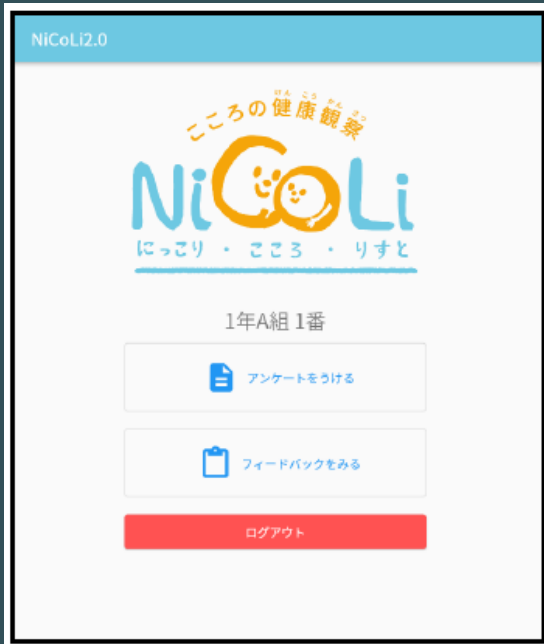 NiCoLi2.0
こころの健康観察
けんこうかんさつ
NiCoLi
にっこり・こころ・りすと
1年A組 1番
アンケートをうける
フィードバックをみる
ログアウト